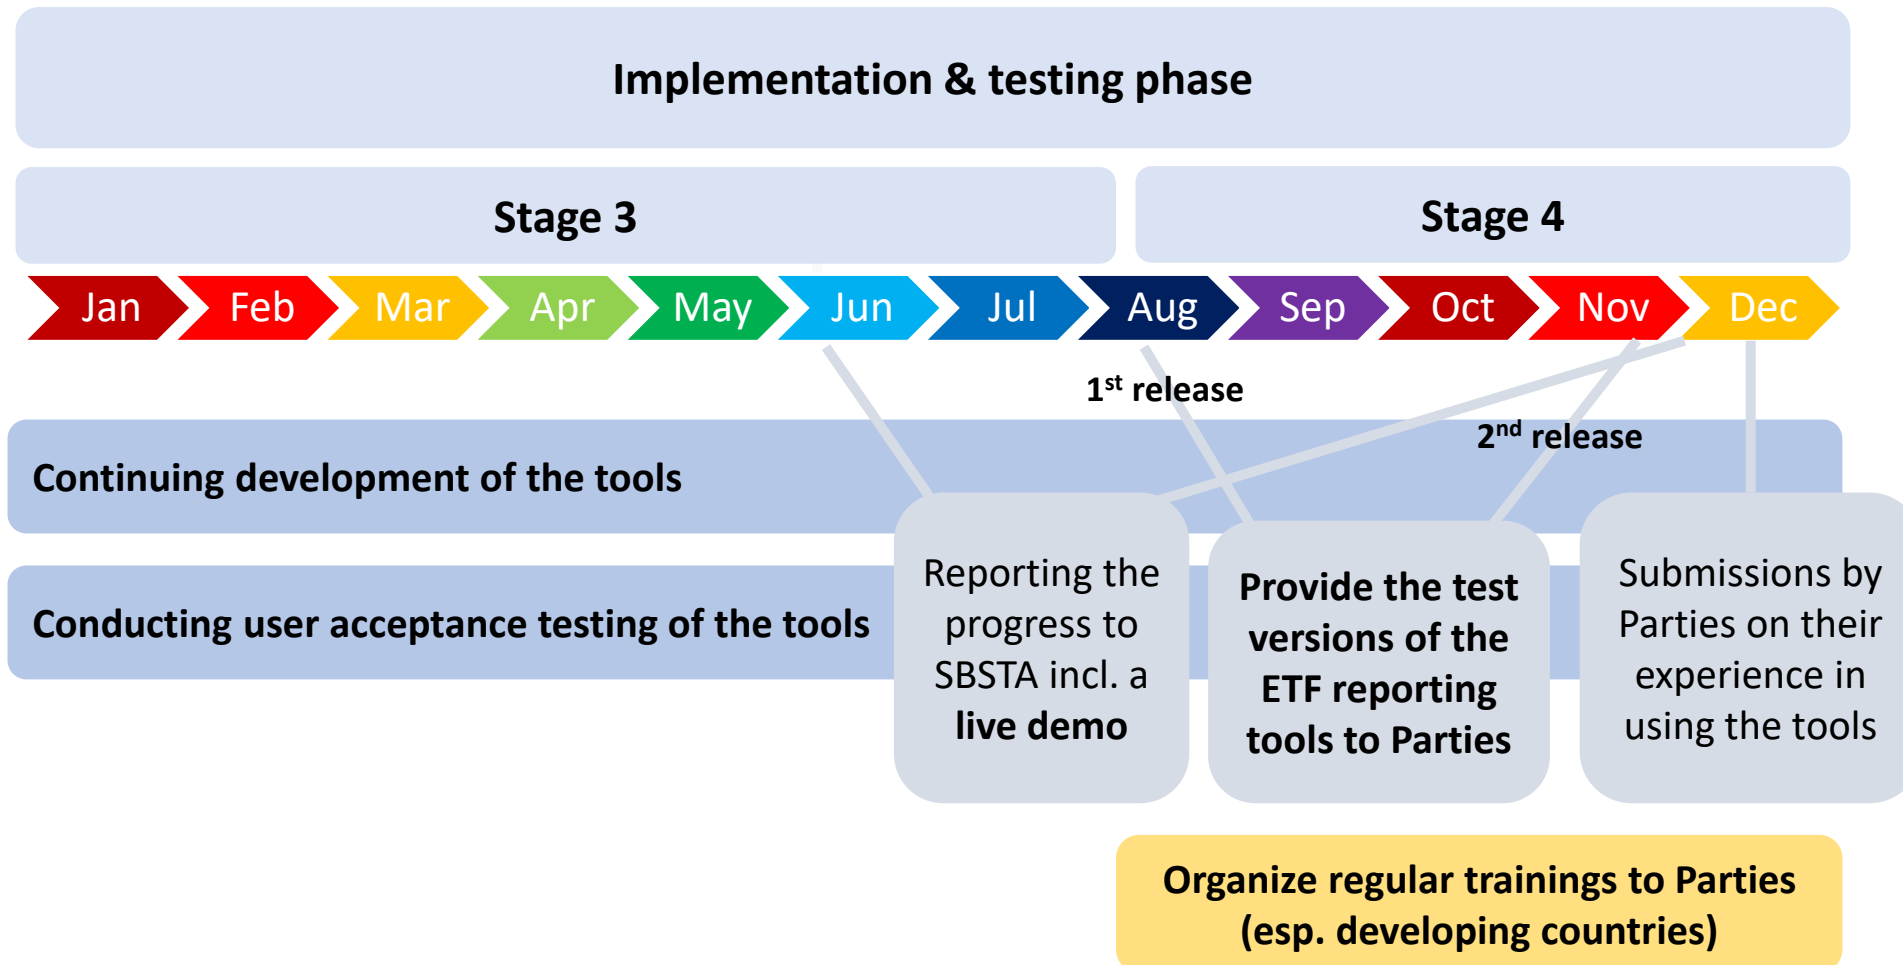 Implementation & testing phase
Stage 3
Stage 4
Jan
Feb
Mar
Apr
May
Jun
Jul
Aug
Sep
Oct
Nov
Dec
1st release
2nd release
Continuing development of the tools
Conducting user acceptance testing of the tools
Reporting the
progress to
SBSTA incl. a
live demo
Provide the test
versions of the
ETF reporting
tools to Parties
Submissions by
Parties on their
experience in
using the tools
Organize regular trainings to Parties
(esp. developing countries)